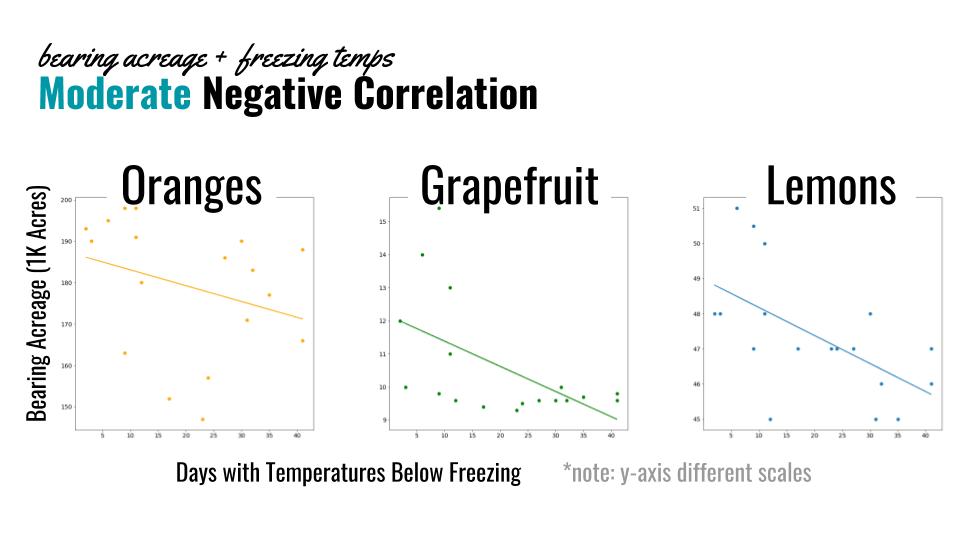 bearing acreage + freezing temps
Moderate Negative Correlation
Oranges
Grapefruit
Lemons
Bearing Acreage (1K Acres)
200
190
180
170
160
150
5 10 15 20 25 30 35 40
15
14
13
12
11
10
9
5 10 15 20 25 30 35 40
51
50
49
48
47
46
45
5 10 15 20 25 30 35 40
Days with Temperatures Below Freezing
*note: y-axis different scales